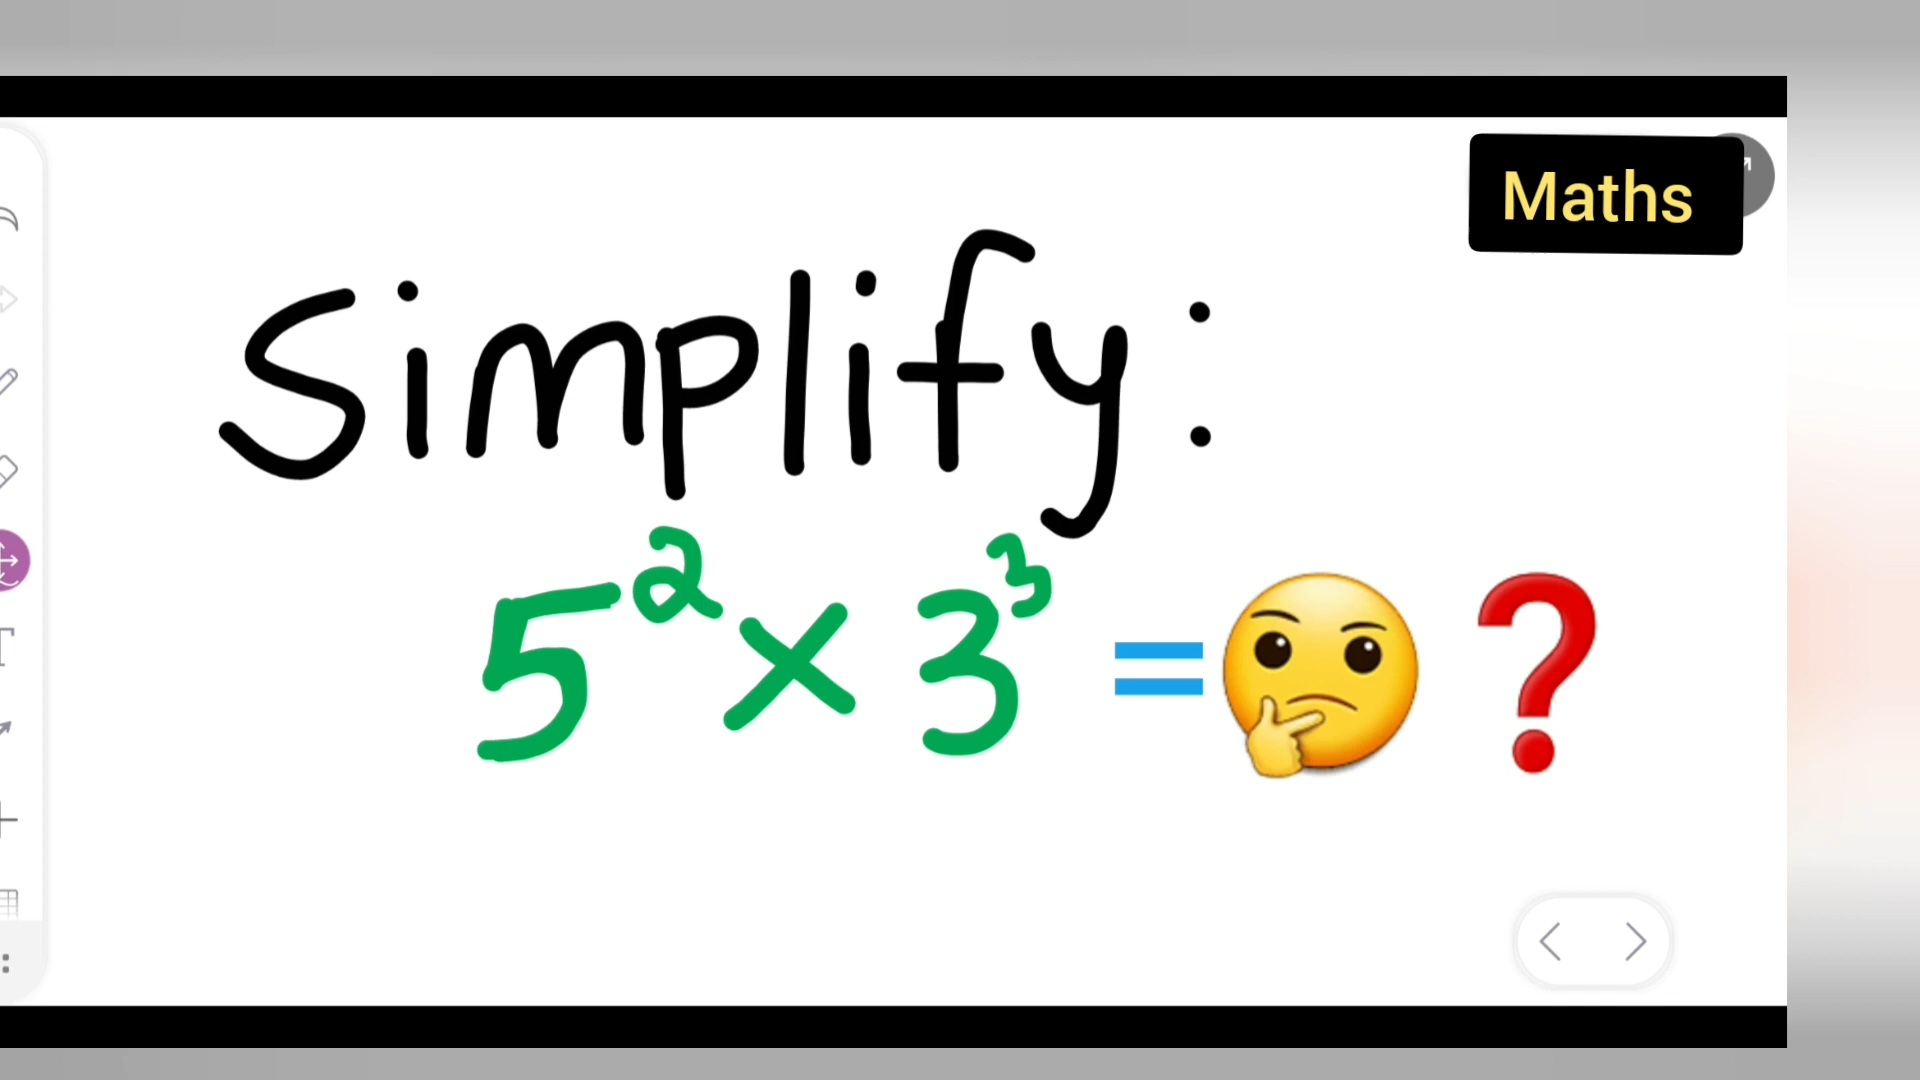 Maths
Simplify:
5² × 3³ =🤔❓